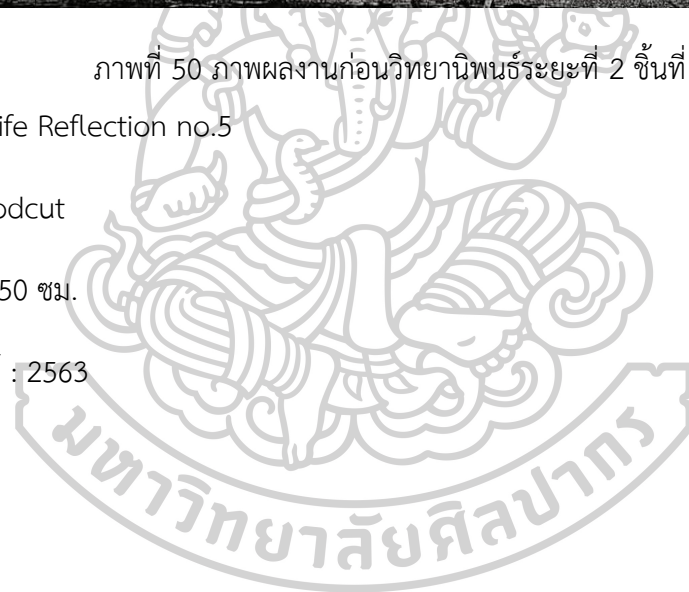 ภาพที่ 50 ภาพผลงานก่อนวิทยานิพนธ์ระยะที่ 2 ชิ้นที่
ife Reflection no.5
odcut
50 ซม.
: 2563
มหาวิทยาลัยศิลปากร